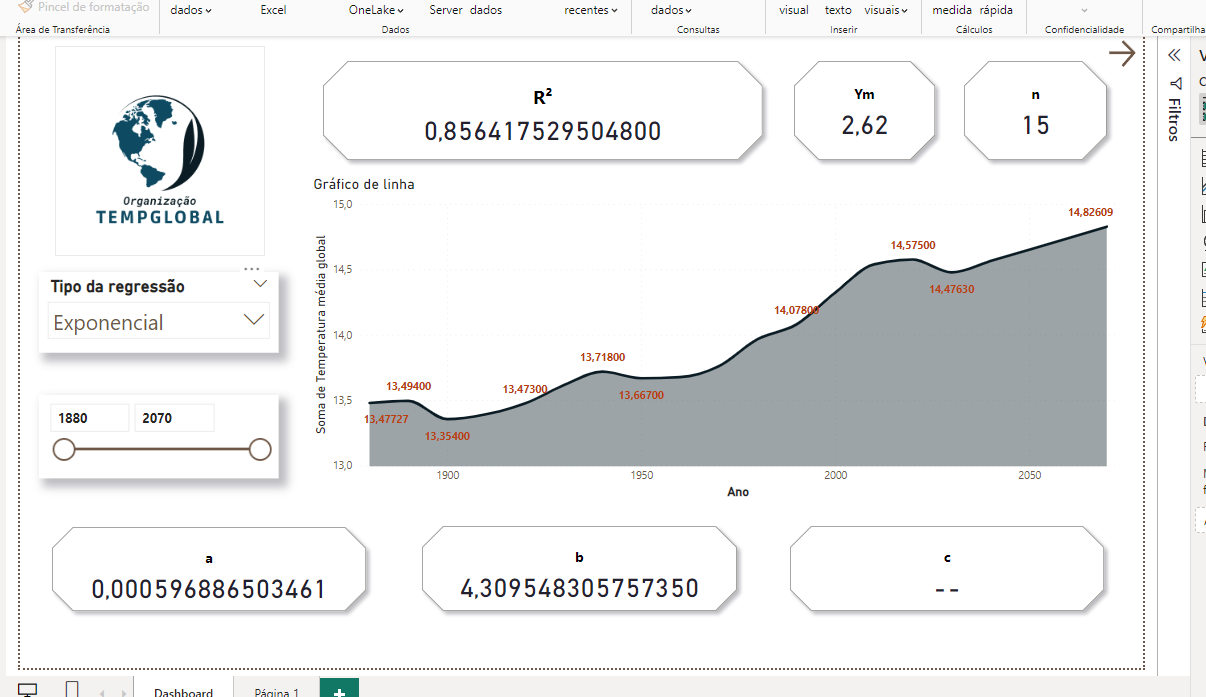 Pincel de formatação
Área de Transferência
dados
Excel
OneLake
Server
dados
recentes
Dados
dados
Consultas
visual
texto
visuais
Inserir
medida
rápida
Cálculos
Confidencialidade
Compartilha
Organização
TEMPGLOBAL
R²
0,856417529504800
Ym
2,62
n
15
Filtros
Tipo da regressão
Exponencial
1880
2070
Gráfico de linha
Soma de Temperatura média global
15,0
14,5
14,0
13,5
13,0
13,47727
13,49400
13,35400
13,47300
13,71800
13,66700
14,07800
14,57500
14,47630
14,82609
1900
1950
2000
2050
Ano
a
0,000596886503461
b
4,309548305757350
c
--
Dashboard
Página 1